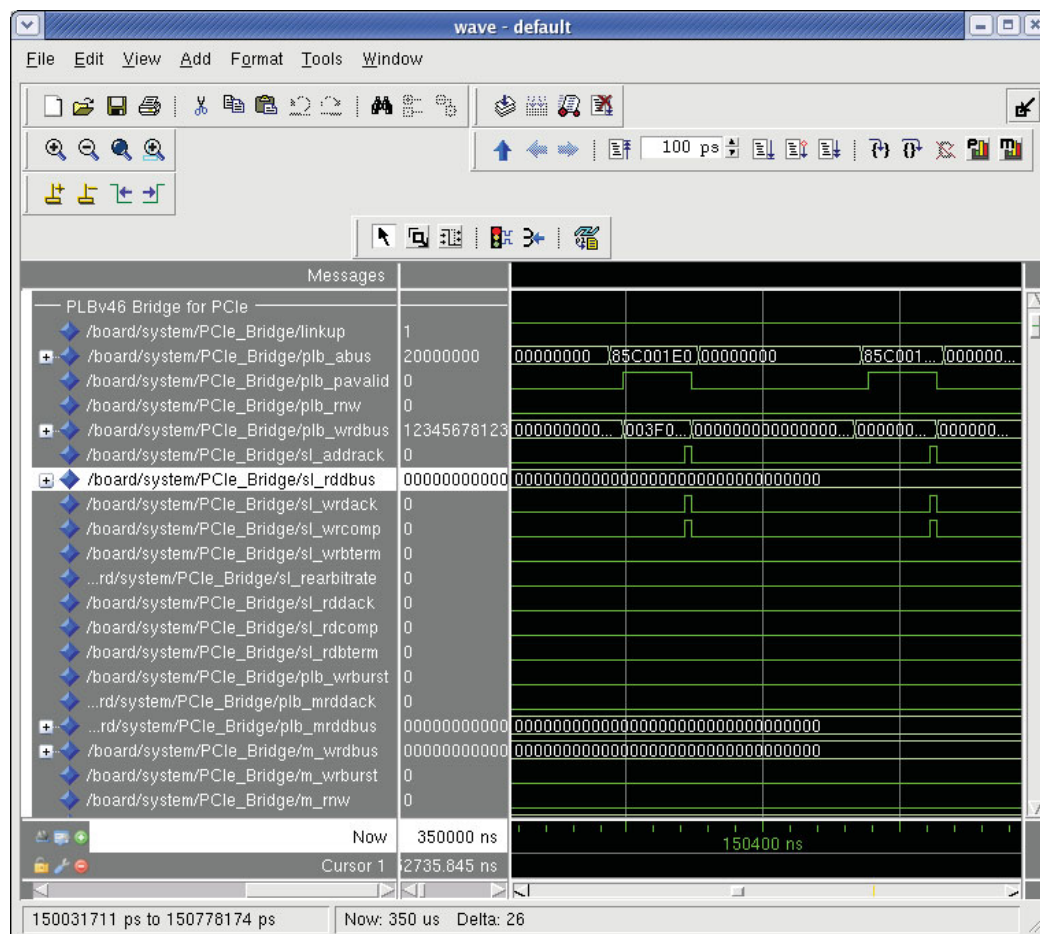 wave - default
File Edit View Add Format Tools Window
100 ps
Messages
PLBv46 Bridge for PCIe
/board/system/PCIe_Bridge/linkup 1
/board/system/PCIe_Bridge/plb_abus 20000000 00000000 85C001E0 00000000 85C001... 000000...
/board/system/PCIe_Bridge/plb_pavalid 0
/board/system/PCIe_Bridge/plb_rnw 0
/board/system/PCIe_Bridge/plb_wrdbus 12345678123 000000000... 003F0... 000000000000000... 000000... 000000...
/board/system/PCIe_Bridge/sl_addrack 0
/board/system/PCIe_Bridge/sl_rddbus 00000000000 00000000000000000000000000000000
/board/system/PCIe_Bridge/sl_wrdack 0
/board/system/PCIe_Bridge/sl_wrcomp 0
/board/system/PCIe_Bridge/sl_wrbterm 0
...rd/system/PCIe_Bridge/sl_rearbitrate 0
/board/system/PCIe_Bridge/sl_rddack 0
/board/system/PCIe_Bridge/sl_rdcomp 0
/board/system/PCIe_Bridge/sl_rdbterm 0
/board/system/PCIe_Bridge/plb_wrburst 0
...rd/system/PCIe_Bridge/plb_mrddack 0
...rd/system/PCIe_Bridge/plb_mrddbus 00000000000 00000000000000000000000000000000
/board/system/PCIe_Bridge/m_wrdbus 00000000000 00000000000000000000000000000000
/board/system/PCIe_Bridge/m_wrburst 0
/board/system/PCIe_Bridge/m_rnw 0
Now 350000 ns 150400 ns
Cursor 1 2735.845 ns
150031711 ps to 150778174 ps Now: 350 us Delta: 26